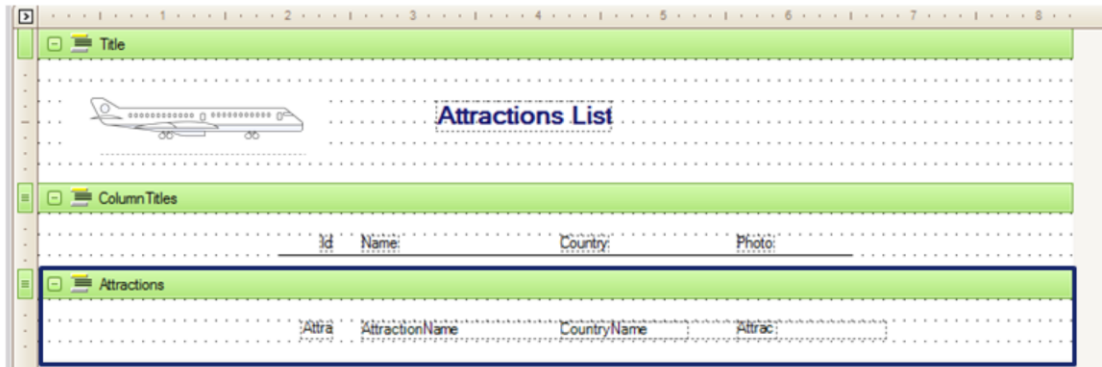 1 2 3 4 5 6 7 8
Title
Attractions List
ColumnTitles
Id Name: Country: Photo:
Attractions
Attra AttractionName CountryName Attrac